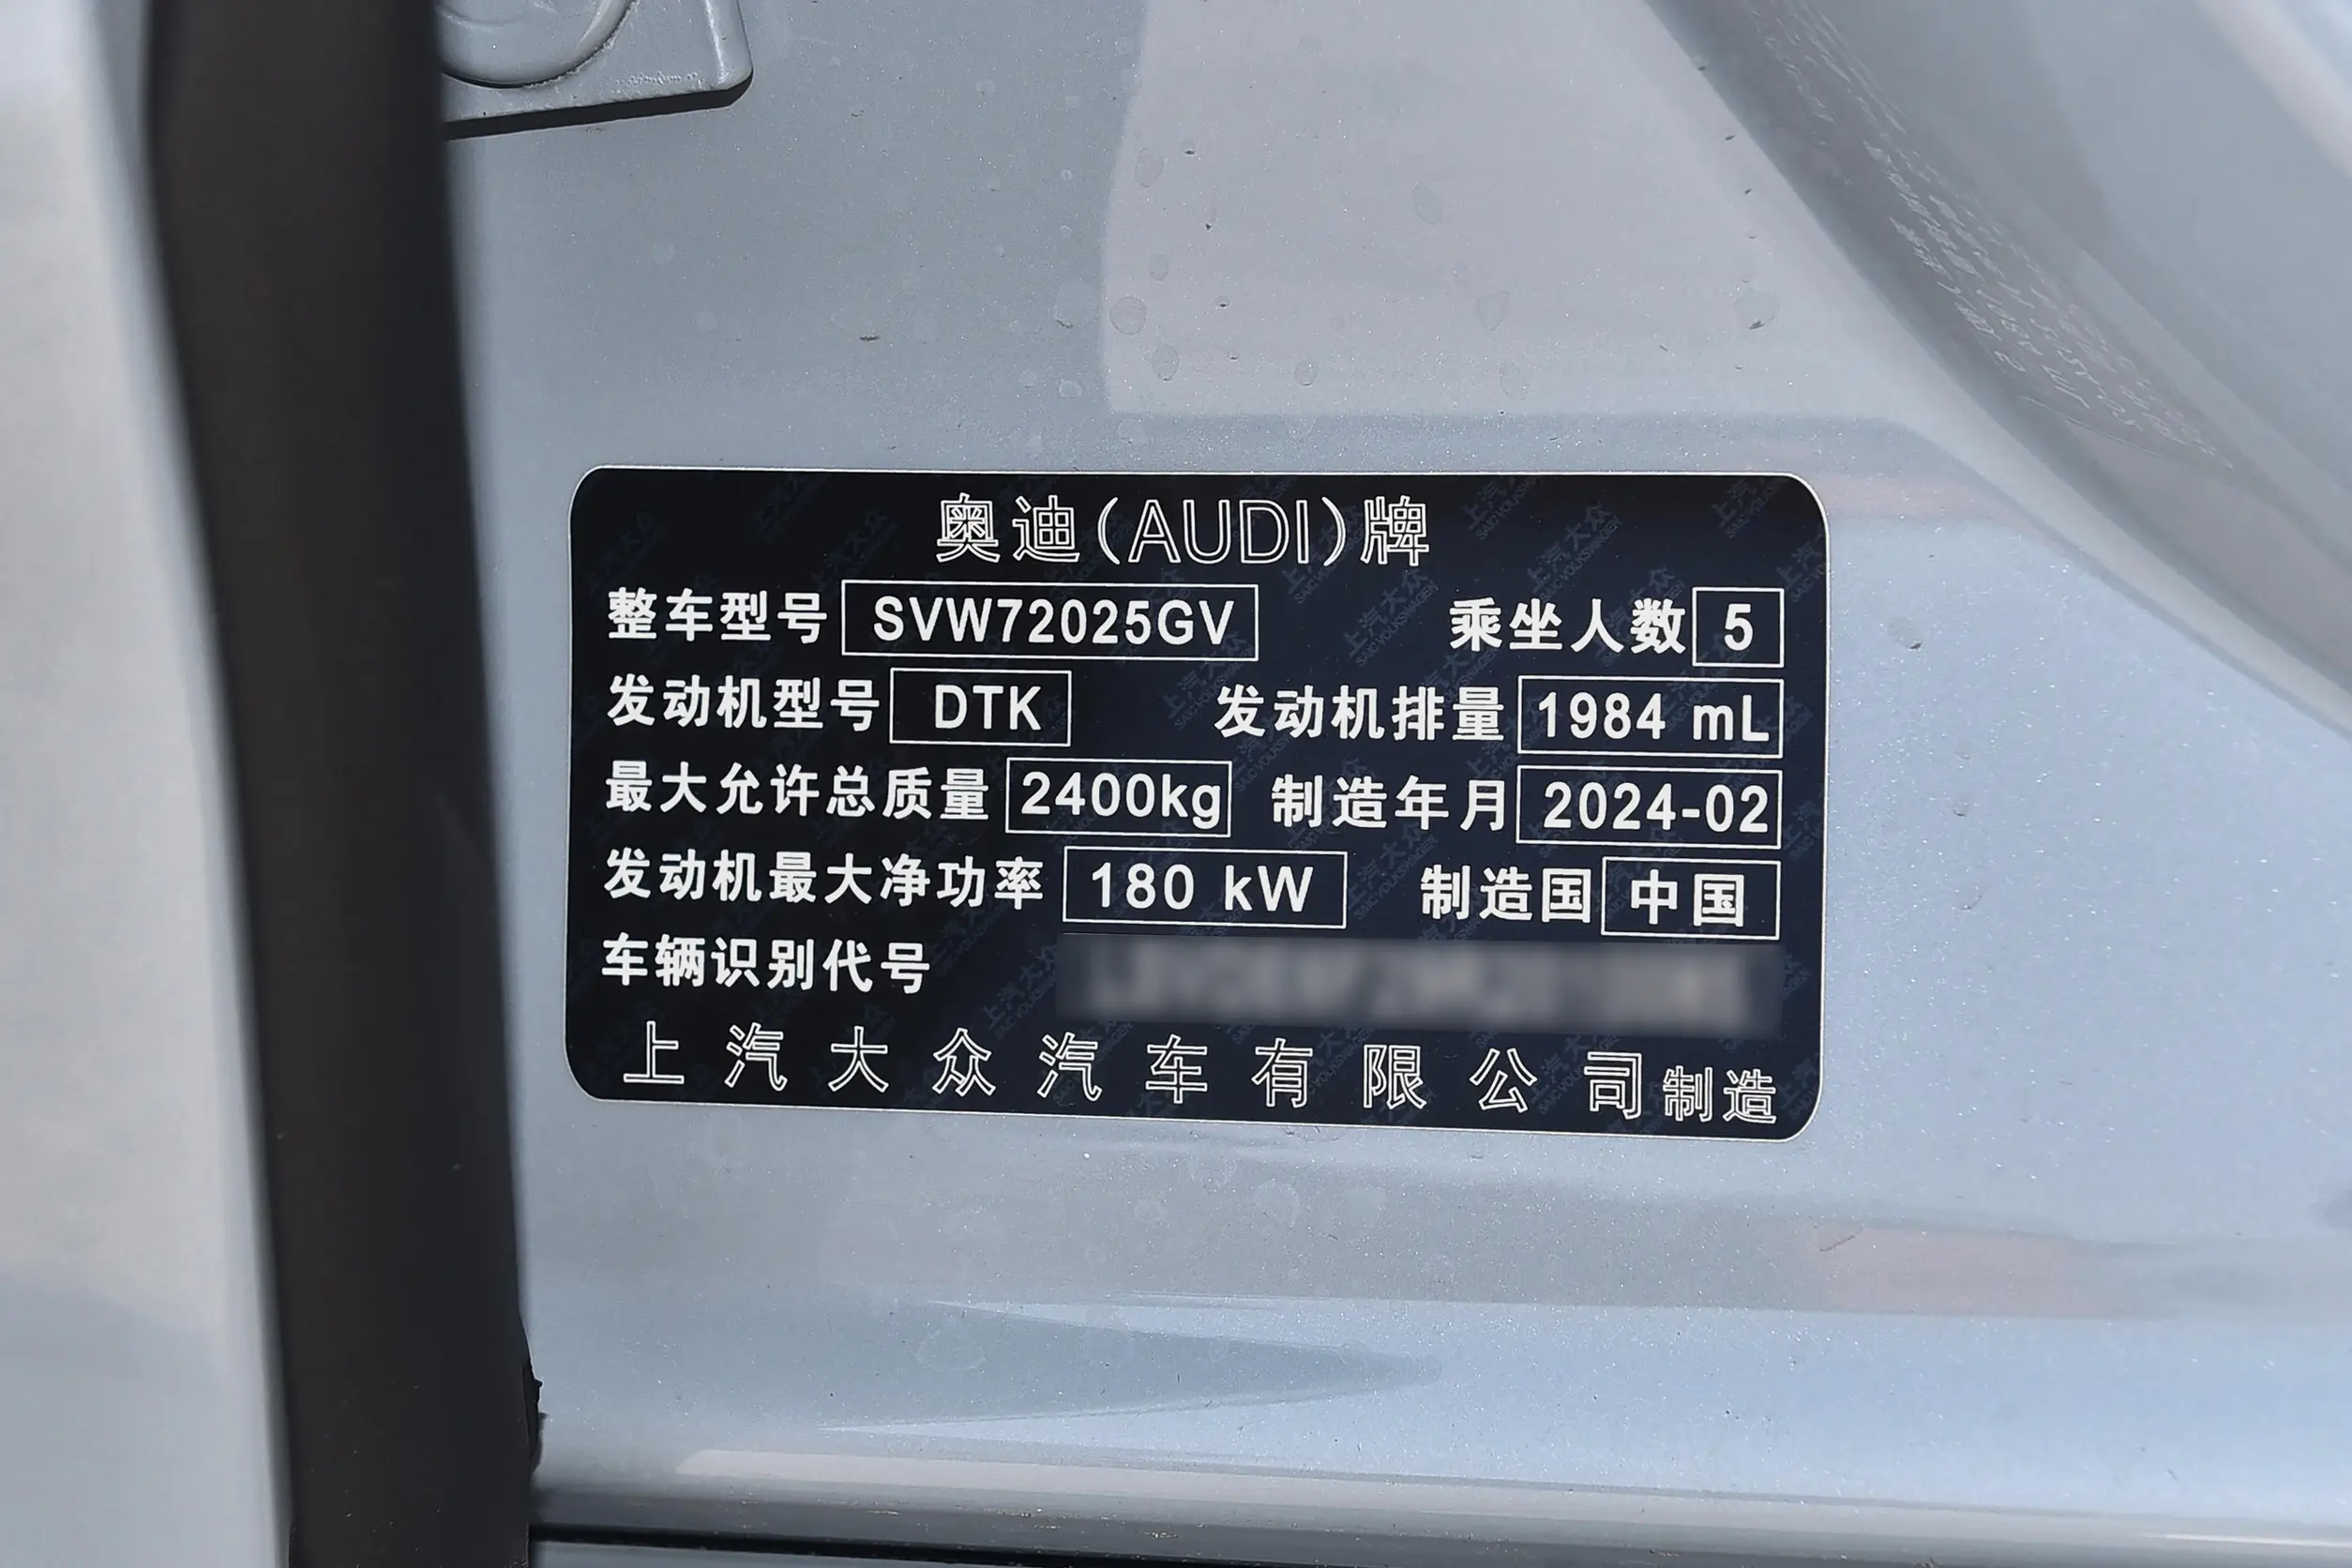 奥迪(AUDI)牌
整车型号 SVW72025GV 乘坐人数 5
发动机型号 DTK 发动机排量 1984 mL
最大允许总质量 2400kg 制造年月 2024-02
发动机最大净功率 180 kW 制造国 中国
车辆识别代号
上汽大众汽车有限公司制造